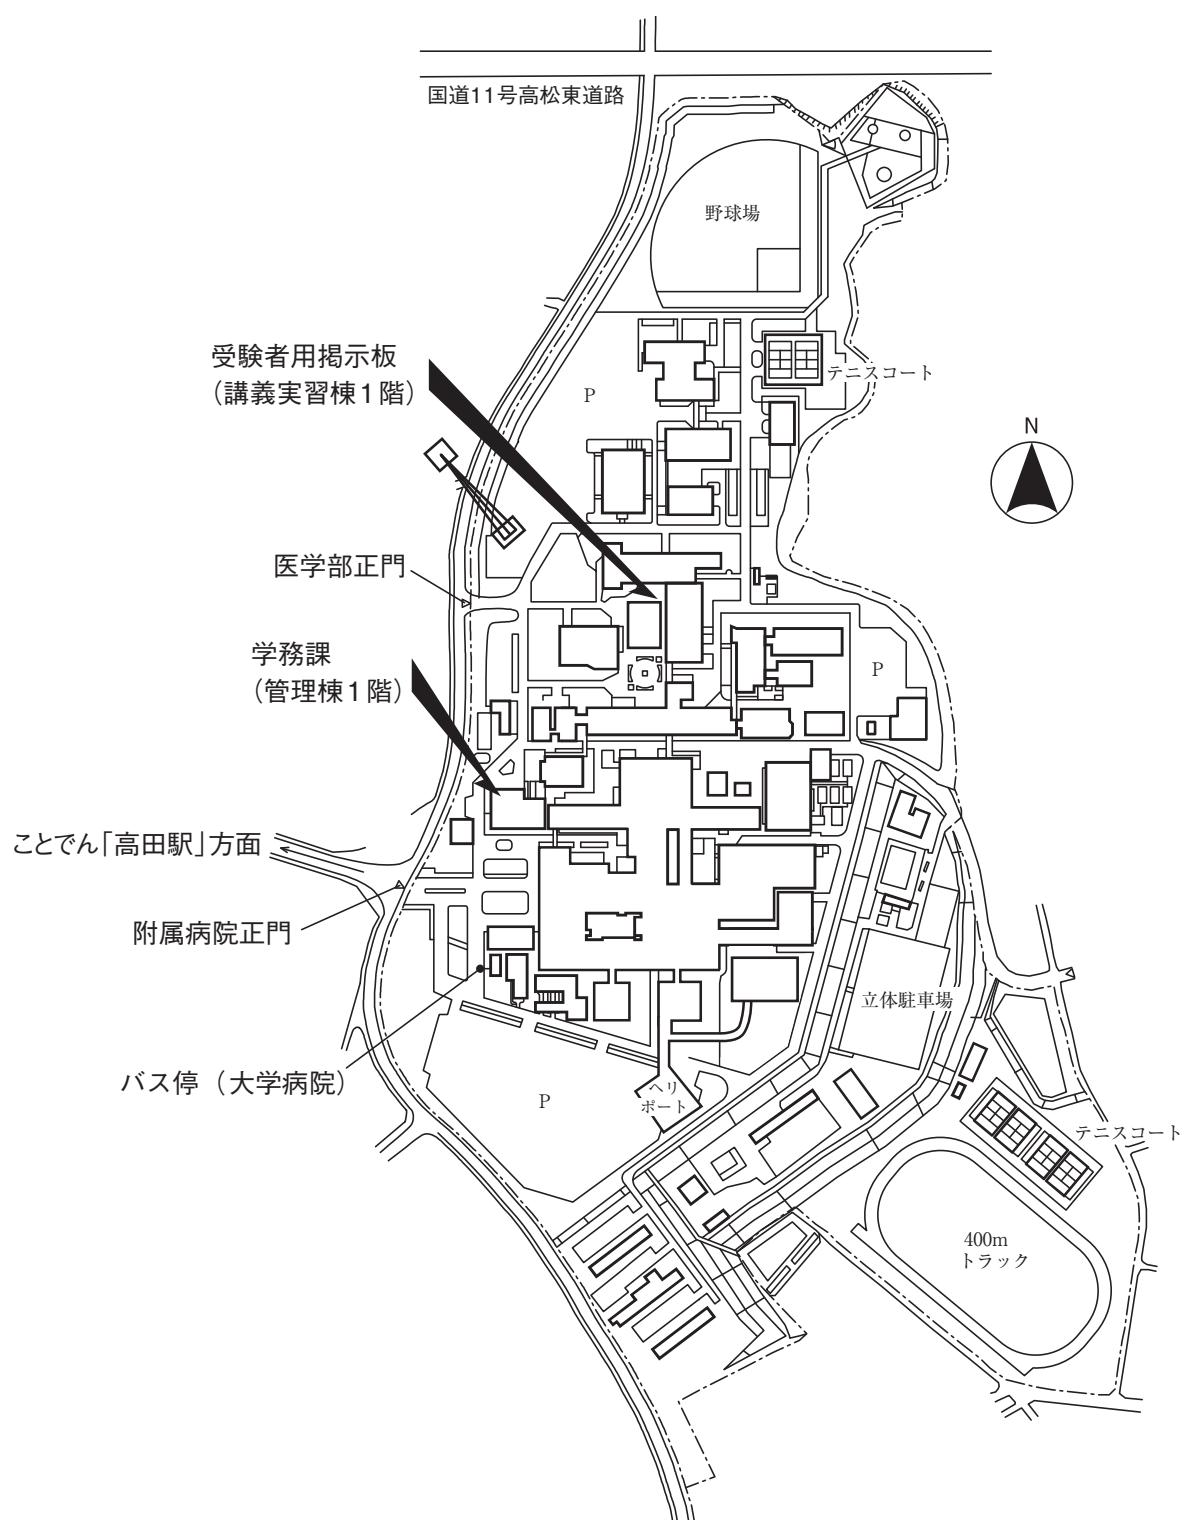 国道11号高松東道路
野球場
受験者用掲示板
（講義実習棟1階）
P
テニスコート
N
医学部正門
学務課
（管理棟1階）
P
ことでん「高田駅」方面
附属病院正門
立体駐車場
バス停（大学病院）
P
ヘリ
ポート
テニスコート
400m
トラック